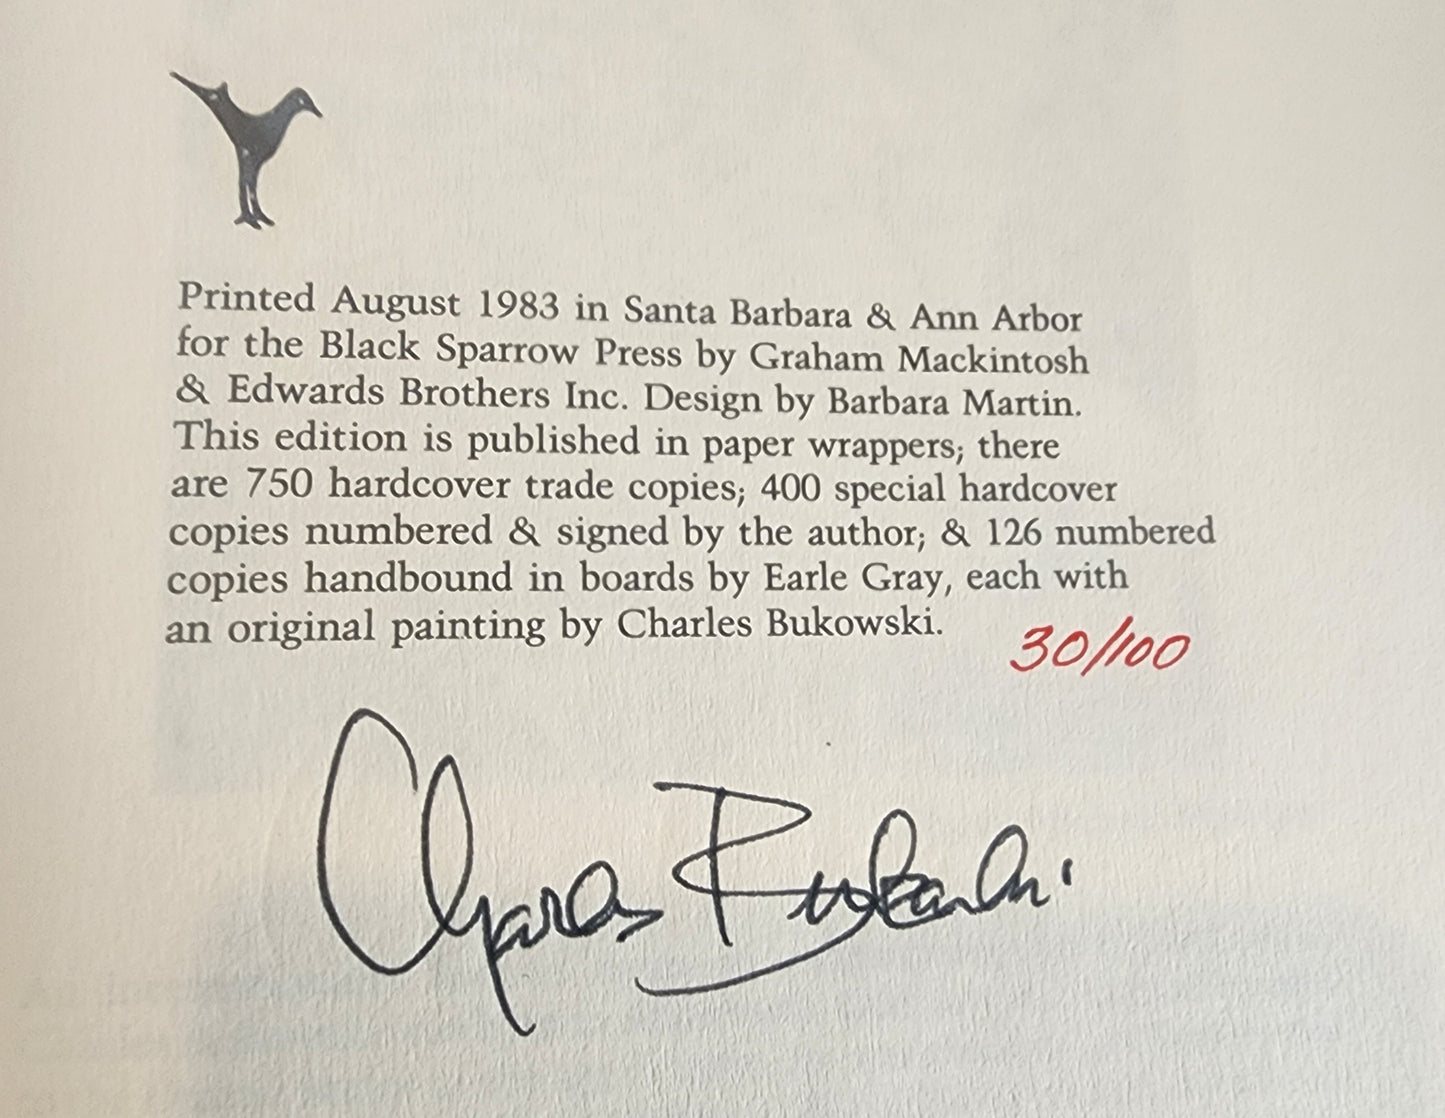 Printed August 1983 in Santa Barbara & Ann Arbor
for the Black Sparrow Press by Graham Mackintosh
& Edwards Brothers Inc. Design by Barbara Martin.
This edition is published in paper wrappers; there
are 750 hardcover trade copies; 400 special hardcover
copies numbered & signed by the author; & 126 numbered
copies handbound in boards by Earle Gray, each with
an original painting by Charles Bukowski.
30/100
Charles Bukowski